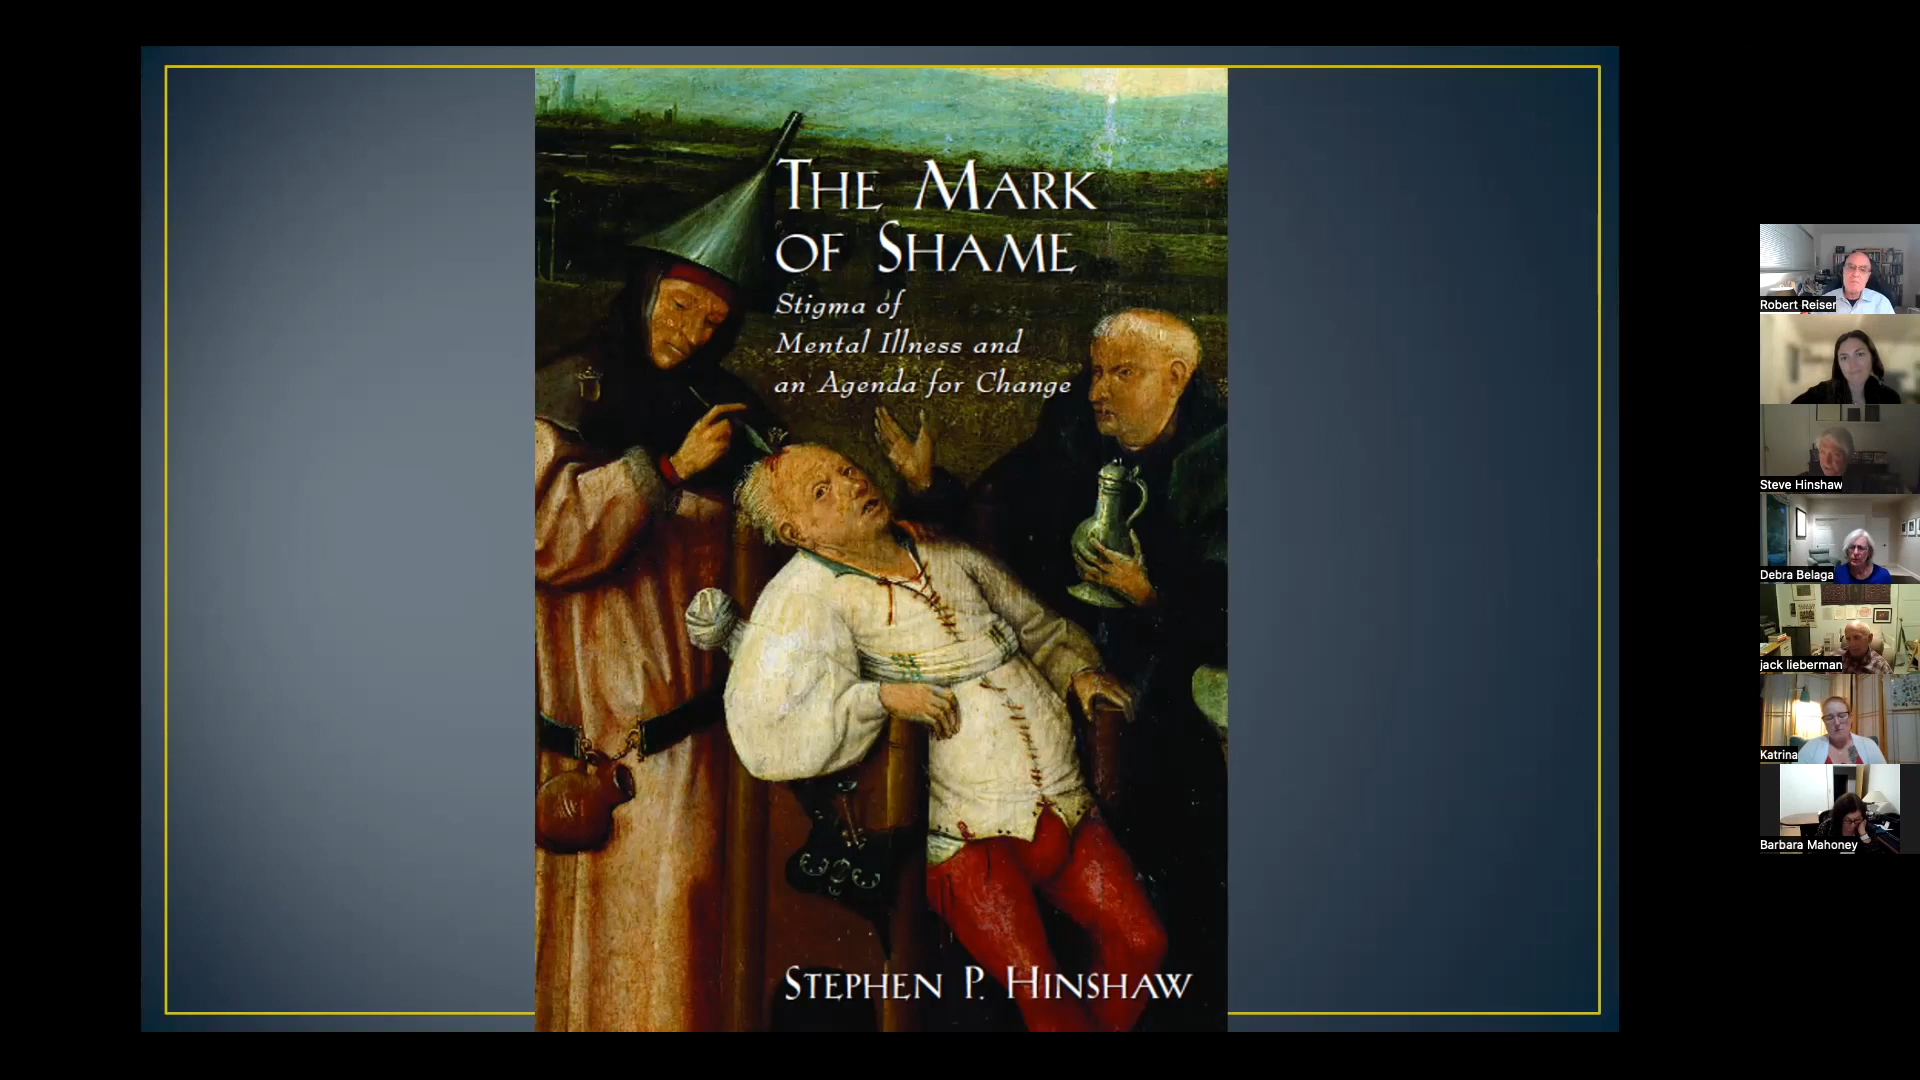 The Mark
of Shame
Stigma of
Mental Illness and
an Agenda for Change
Stephen P. Hinshaw
Robert Reiser
Steve Hinshaw
Debra Belaga
jack lieberman
Katrina
Barbara Mahoney